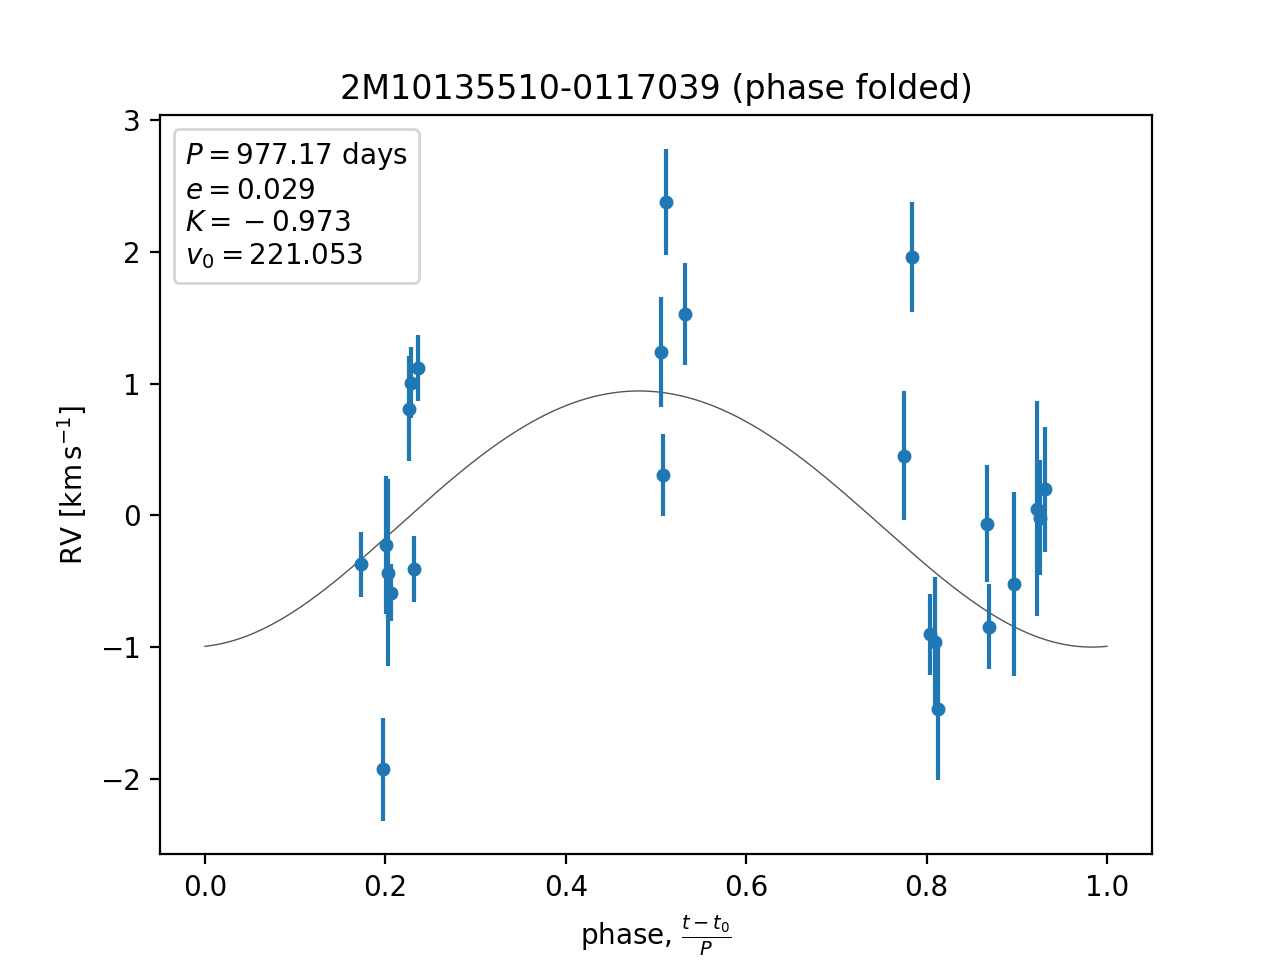 2M10135510-0117039 (phase folded)
P = 977.17 days
e = 0.029
K = −0.973
v₀ = 221.053
3
2
1
0
−1
−2
RV [km s⁻¹]
0.0 0.2 0.4 0.6 0.8 1.0
phase, (t − t₀)/P